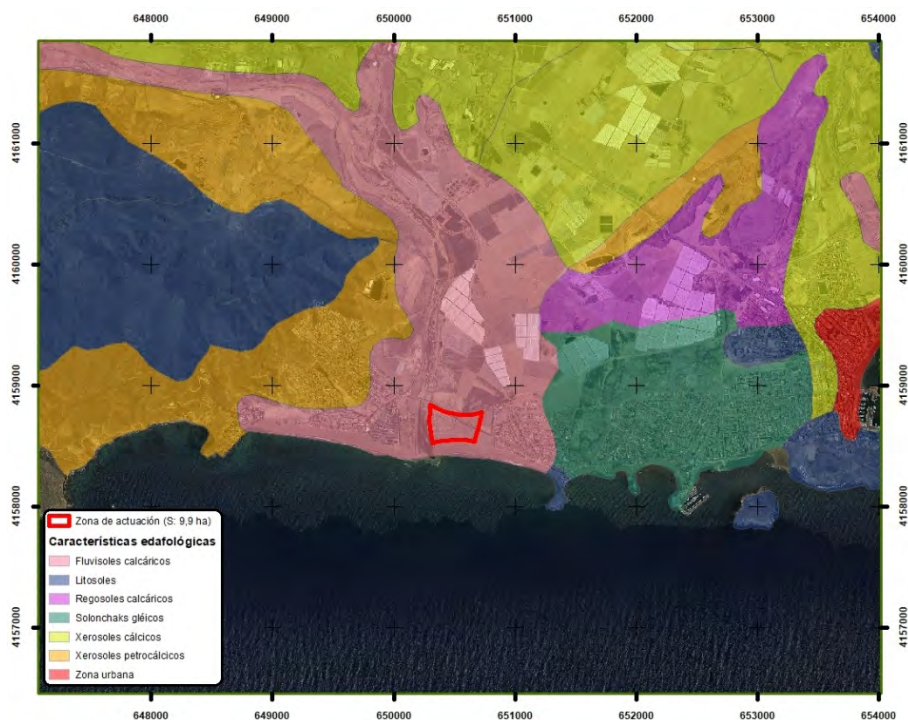 648000 649000 650000 651000 652000 653000 654000
4161000 4161000
4160000 4160000
4159000 4159000
4158000 4158000
4157000 4157000
Zona de actuación (S: 9,9 ha)
Características edafológicas
Fluvisoles calcáricos
Litosoles
Regosoles calcáricos
Solonchaks gléicos
Xerosoles cálcicos
Xerosoles petrocálcicos
Zona urbana
648000 649000 650000 651000 652000 653000 654000